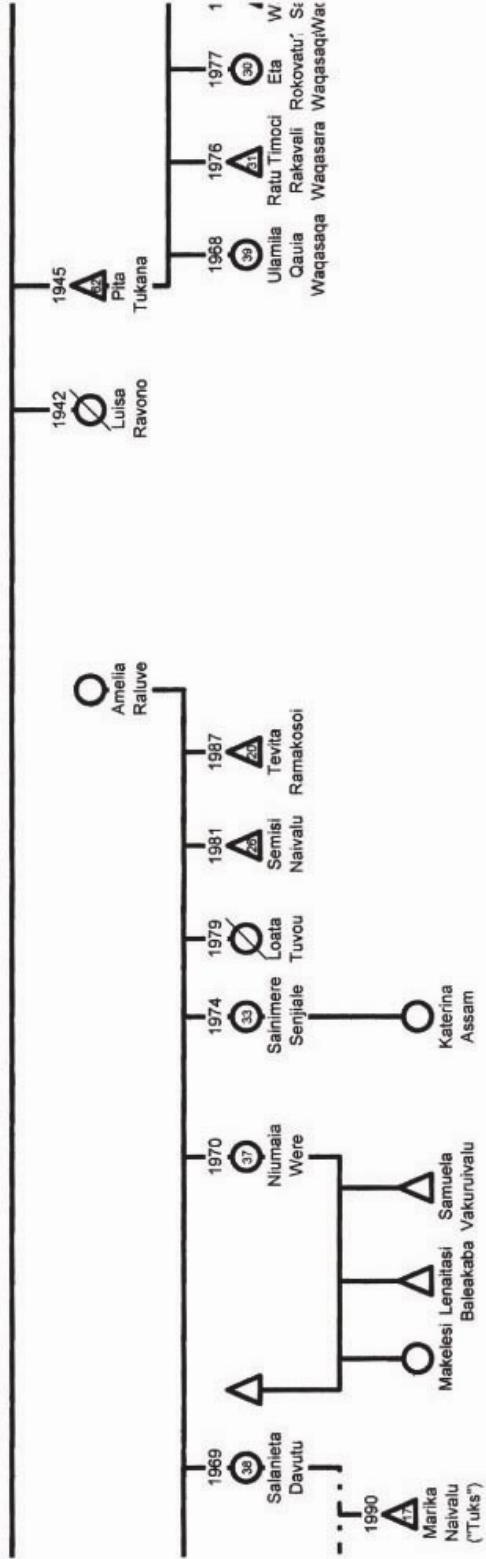 1942
Luisa
Ravono
1945
62
Pita
Tukana
Amelia
Raluve
1969
38
Salanieta
Davutu
1970
37
Niumaia
Were
1974
33
Sainimere
Senjiale
1979
Loata
Tuvou
1981
26
Semisi
Naivalu
1987
20
Tevita
Ramakosoi
1968
39
Ulamila
Qauia
Waqasaqa
1976
31
Ratu Timoci
Rakavali
Waqasara
1977
30
Eta
1990
17
Marika
Naivalu
("Tuks")
Makelesi
Lenaitasi
Baleakaba
Samuela
Vakuruivalu
Katerina
Assam